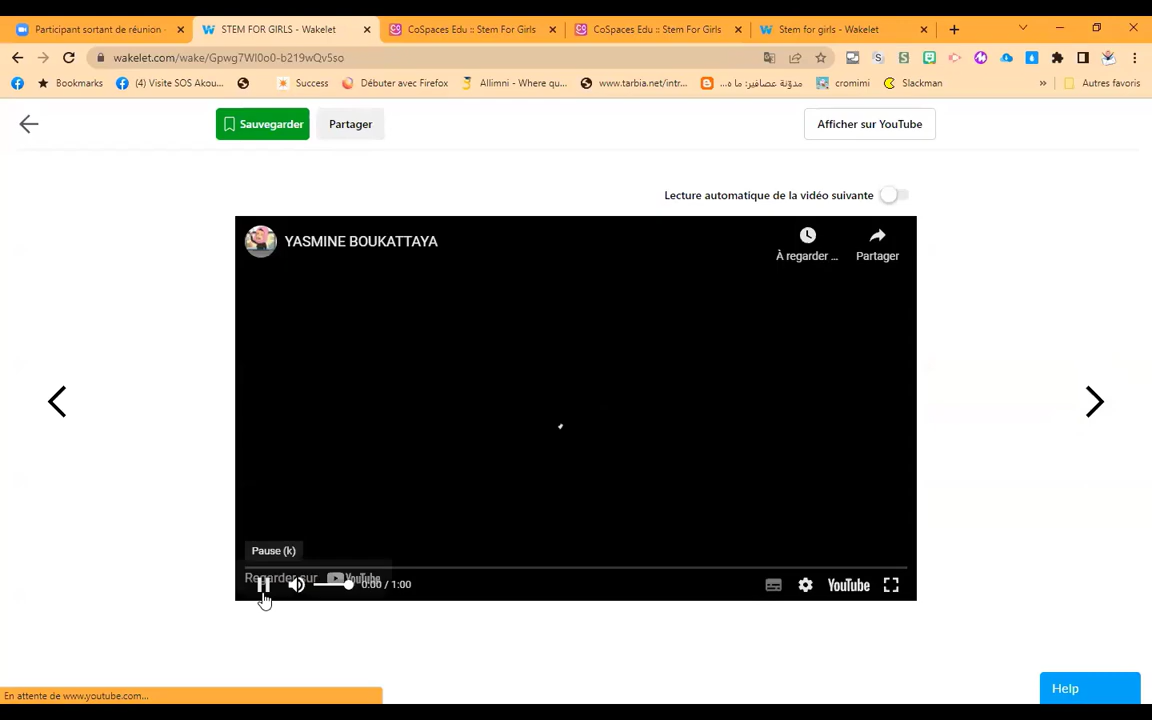 Participant sortant de réunion -
STEM FOR GIRLS - Wakelet
CoSpaces Edu :: Stem For Girls
CoSpaces Edu :: Stem For Girls
Stem for girls - Wakelet
wakelet.com/wake/Gpwg7Wl0o0-b219wQv5so
Bookmarks
(4) Visite SOS Akou...
Success
Débuter avec Firefox
Allimni - Where qu...
www.tarbia.net/intr...
مدوّنة عصافير: ما ه...
cromimi
Slackman
»
Autres favoris
Sauvegarder
Partager
Afficher sur YouTube
Lecture automatique de la vidéo suivante
YASMINE BOUKATTAYA
À regarder ...
Partager
Pause (k)
Regarder sur YouTube
0:00 / 1:00
YouTube
Help
En attente de www.youtube.com...